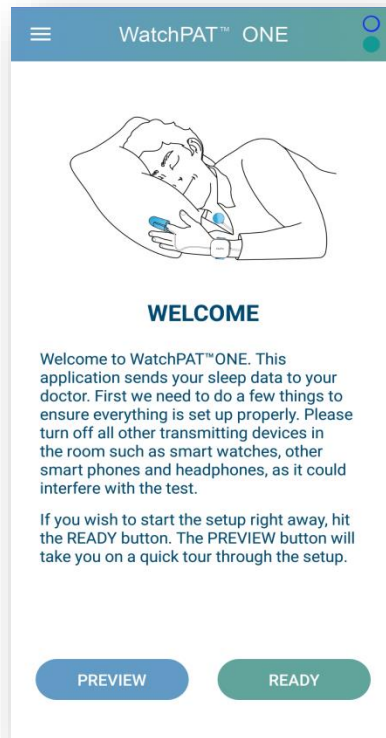 WatchPAT™ ONE
WELCOME
Welcome to WatchPAT™ONE. This
application sends your sleep data to your
doctor. First we need to do a few things to
ensure everything is set up properly. Please
turn off all other transmitting devices in
the room such as smart watches, other
smart phones and headphones, as it could
interfere with the test.
If you wish to start the setup right away, hit
the READY button. The PREVIEW button will
take you on a quick tour through the setup.
PREVIEW
READY